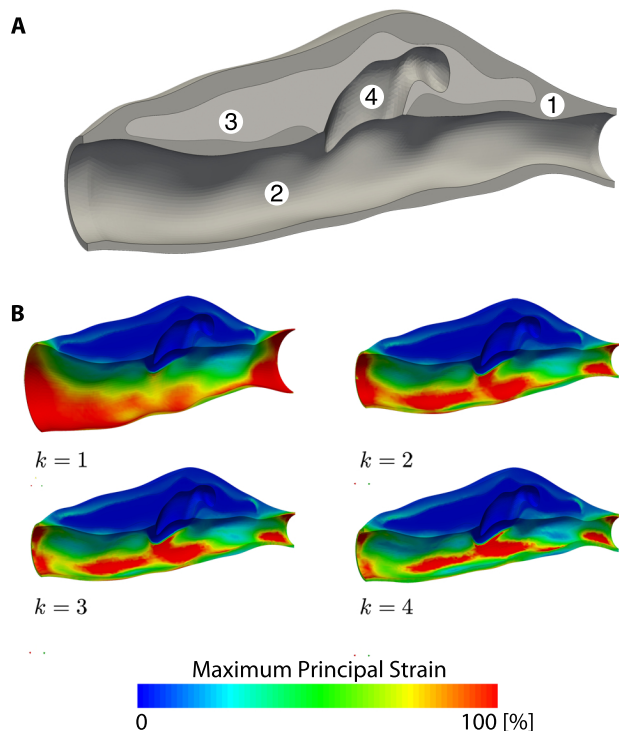 A
1
4
3
2
B
k = 1
k = 2
k = 3
k = 4
Maximum Principal Strain
0
100 [%]